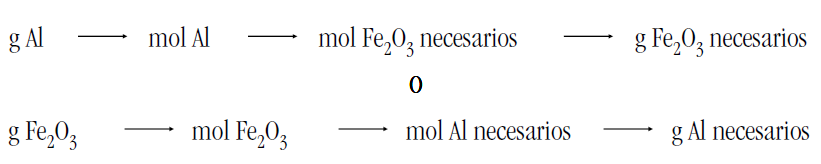 g Al ⟶ mol Al ⟶ mol Fe₂O₃ necesarios ⟶ g Fe₂O₃ necesarios
O
g Fe₂O₃ ⟶ mol Fe₂O₃ ⟶ mol Al necesarios ⟶ g Al necesarios